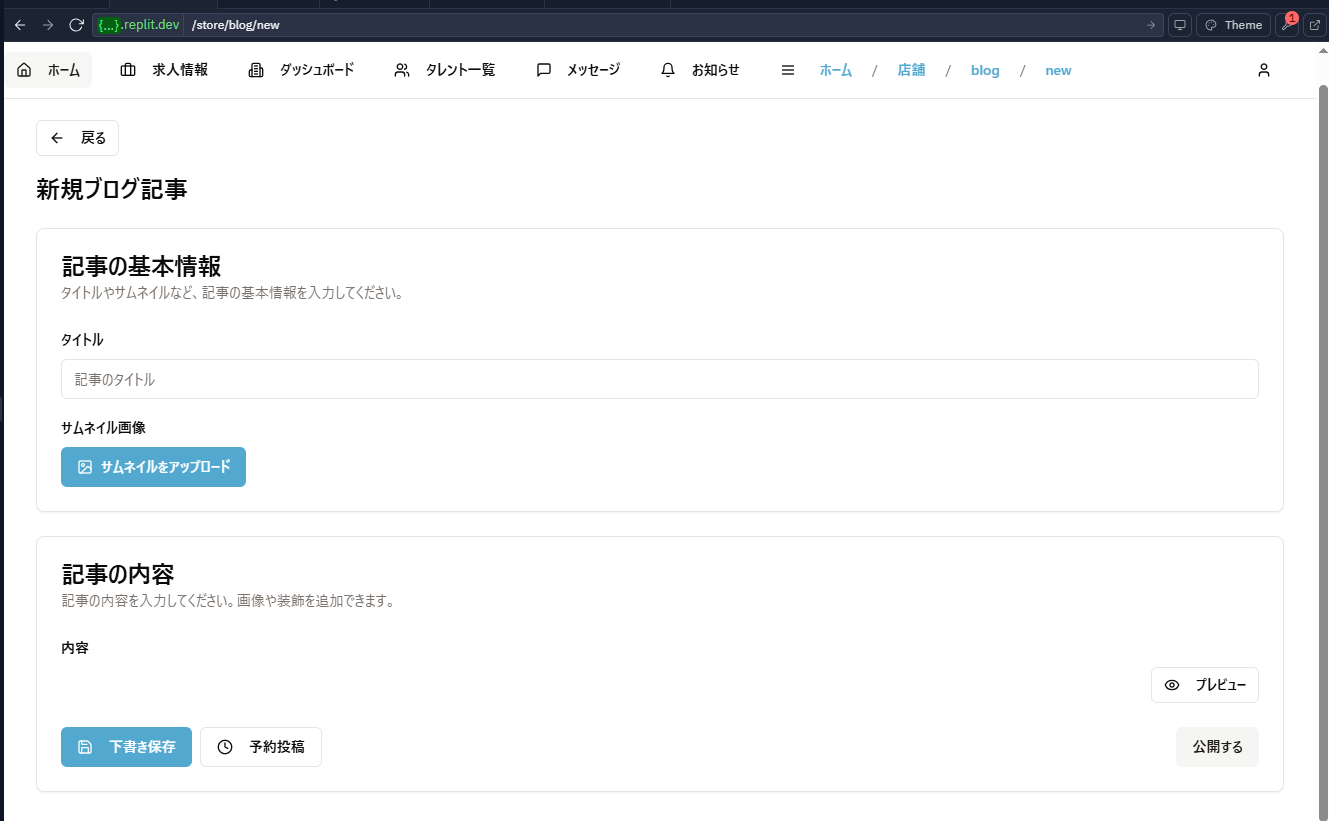 {...}.replit.dev /store/blog/new Theme 1
ホーム 求人情報 ダッシュボード タレント一覧 メッセージ お知らせ ホーム / 店舗 / blog / new
戻る
新規ブログ記事
記事の基本情報
タイトルやサムネイルなど、記事の基本情報を入力してください。
タイトル
記事のタイトル
サムネイル画像
サムネイルをアップロード
記事の内容
記事の内容を入力してください。画像や装飾を追加できます。
内容
プレビュー
下書き保存 予約投稿 公開する